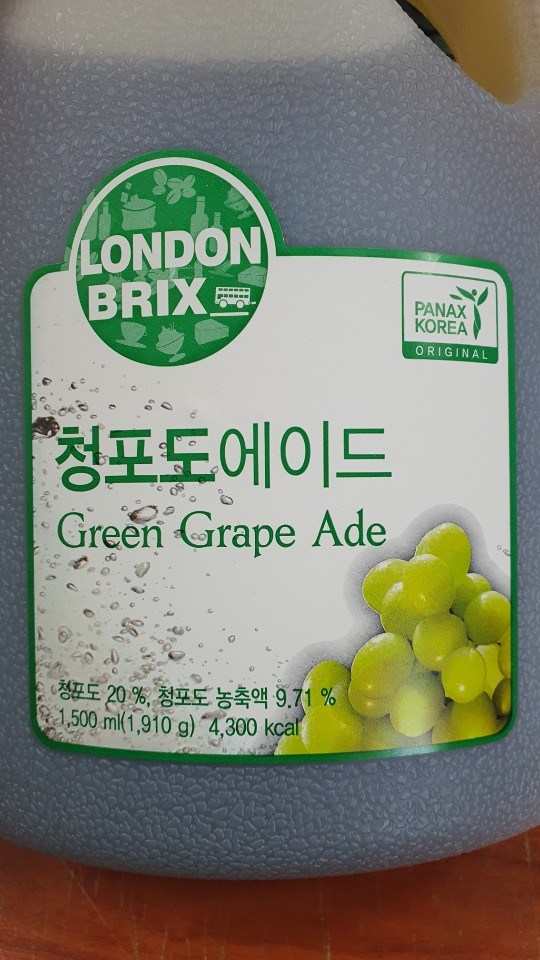 LONDON
BRIX
PANAX
KOREA
ORIGINAL
청포도에이드
Green Grape Ade
청포도 20 %, 청포도 농축액 9.71 %
1,500 ml(1,910 g) 4,300 kcal